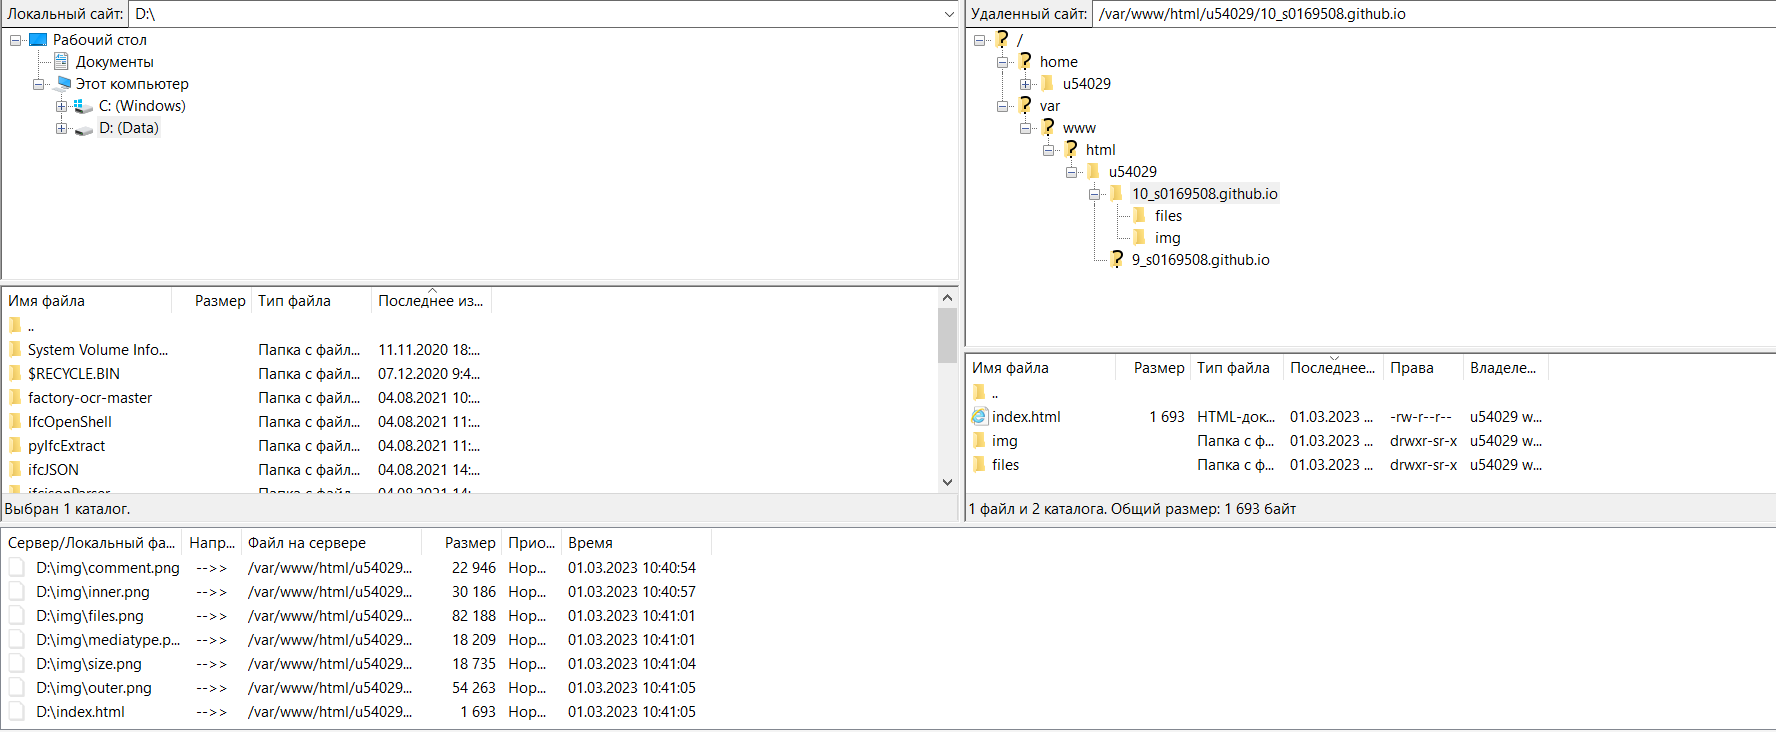 Локальный сайт: D:\
Рабочий стол
Документы
Этот компьютер
C: (Windows)
D: (Data)
Имя файла Размер Тип файла Последнее из...
..
System Volume Info... Папка с файл... 11.11.2020 18:...
$RECYCLE.BIN Папка с файл... 07.12.2020 9:4...
factory-ocr-master Папка с файл... 04.08.2021 10:...
IfcOpenShell Папка с файл... 04.08.2021 11:...
pyIfcExtract Папка с файл... 04.08.2021 11:...
ifcJSON Папка с файл... 04.08.2021 14:...
ifcjsonParser Папка с файл... 04.08.2021 14:...
Выбран 1 каталог.
Удаленный сайт: /var/www/html/u54029/10_s0169508.github.io
/
home
u54029
var
www
html
u54029
10_s0169508.github.io
files
img
9_s0169508.github.io
Имя файла Размер Тип файла Последнее... Права Владеле...
..
index.html 1 693 HTML-док... 01.03.2023 ... -rw-r--r-- u54029 w...
img Папка с ф... 01.03.2023 ... drwxr-sr-x u54029 w...
files Папка с ф... 01.03.2023 ... drwxr-sr-x u54029 w...
1 файл и 2 каталога. Общий размер: 1 693 байт
Сервер/Локальный фа... Напр... Файл на сервере Размер Прио... Время
D:\img\comment.png -->> /var/www/html/u54029... 22 946 Нор... 01.03.2023 10:40:54
D:\img\inner.png -->> /var/www/html/u54029... 30 186 Нор... 01.03.2023 10:40:57
D:\img\files.png -->> /var/www/html/u54029... 82 188 Нор... 01.03.2023 10:41:01
D:\img\mediatype.p... -->> /var/www/html/u54029... 18 209 Нор... 01.03.2023 10:41:01
D:\img\size.png -->> /var/www/html/u54029... 18 735 Нор... 01.03.2023 10:41:04
D:\img\outer.png -->> /var/www/html/u54029... 54 263 Нор... 01.03.2023 10:41:05
D:\index.html -->> /var/www/html/u54029... 1 693 Нор... 01.03.2023 10:41:05